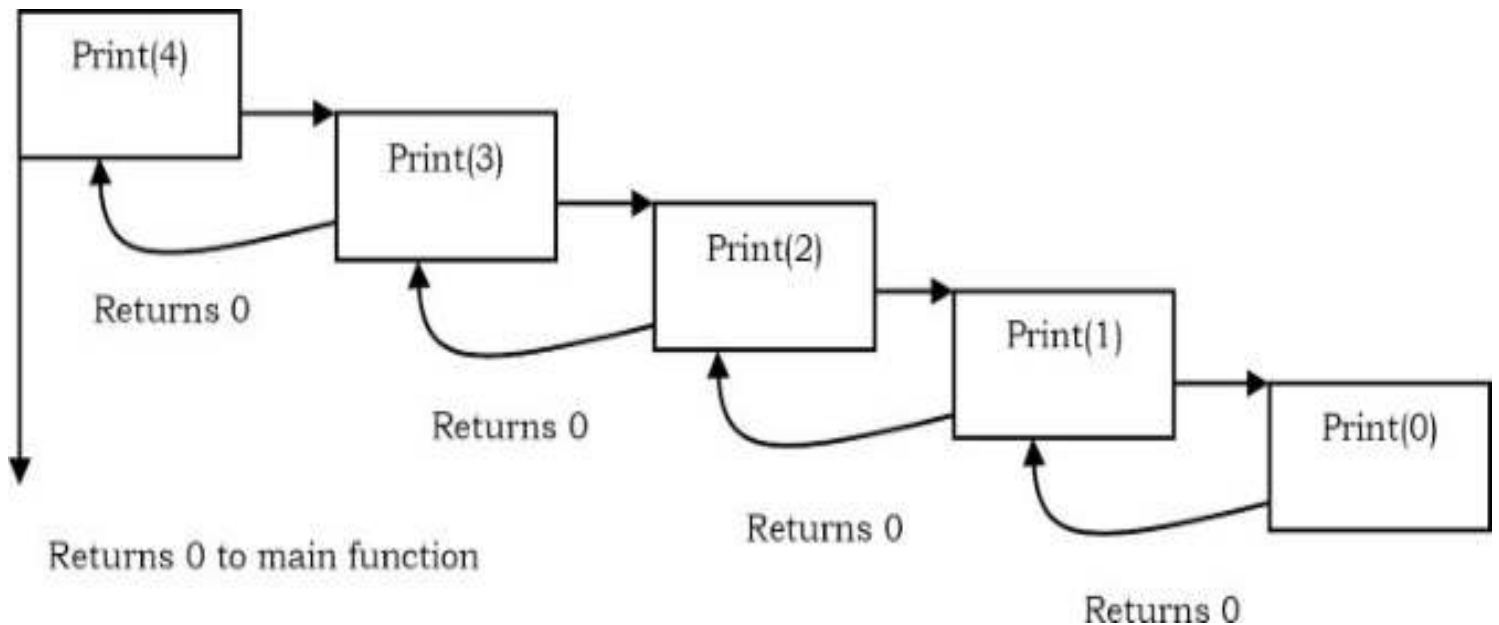 Print(4)
Print(3)
Print(2)
Print(1)
Print(0)
Returns 0
Returns 0
Returns 0
Returns 0
Returns 0 to main function